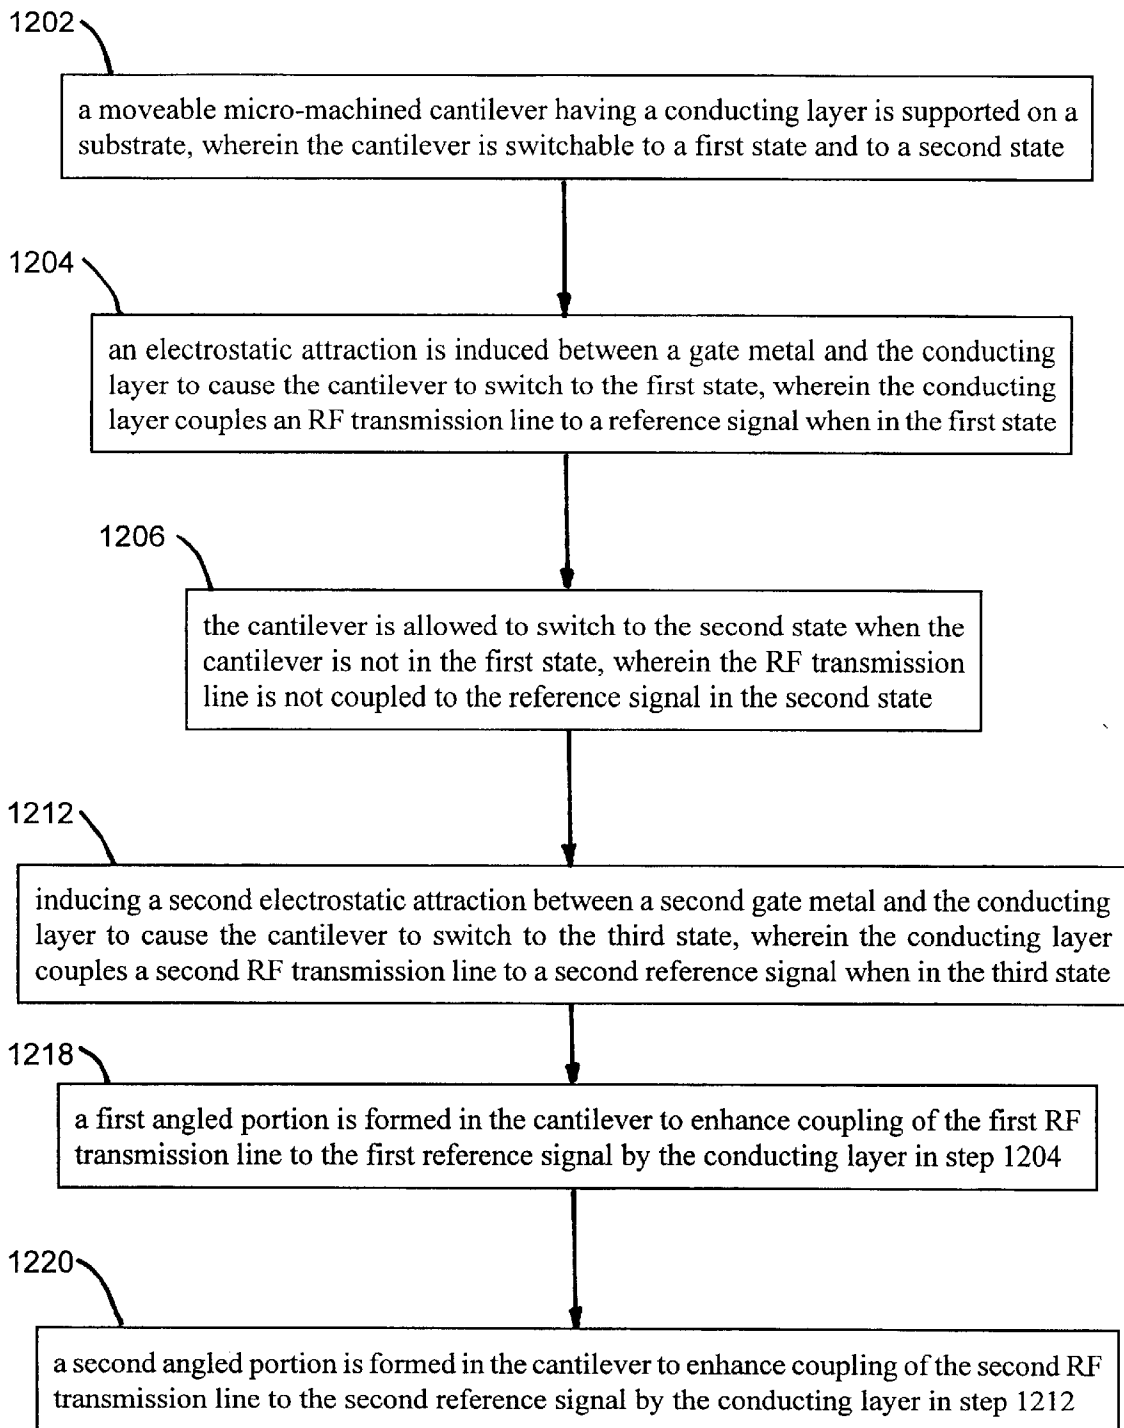 1202
a moveable micro-machined cantilever having a conducting layer is supported on a
substrate, wherein the cantilever is switchable to a first state and to a second state
1204
an electrostatic attraction is induced between a gate metal and the conducting
layer to cause the cantilever to switch to the first state, wherein the conducting
layer couples an RF transmission line to a reference signal when in the first state
1206
the cantilever is allowed to switch to the second state when the
cantilever is not in the first state, wherein the RF transmission
line is not coupled to the reference signal in the second state
1212
inducing a second electrostatic attraction between a second gate metal and the conducting
layer to cause the cantilever to switch to the third state, wherein the conducting layer
couples a second RF transmission line to a second reference signal when in the third state
1218
a first angled portion is formed in the cantilever to enhance coupling of the first RF
transmission line to the first reference signal by the conducting layer in step 1204
1220
a second angled portion is formed in the cantilever to enhance coupling of the second RF
transmission line to the second reference signal by the conducting layer in step 1212